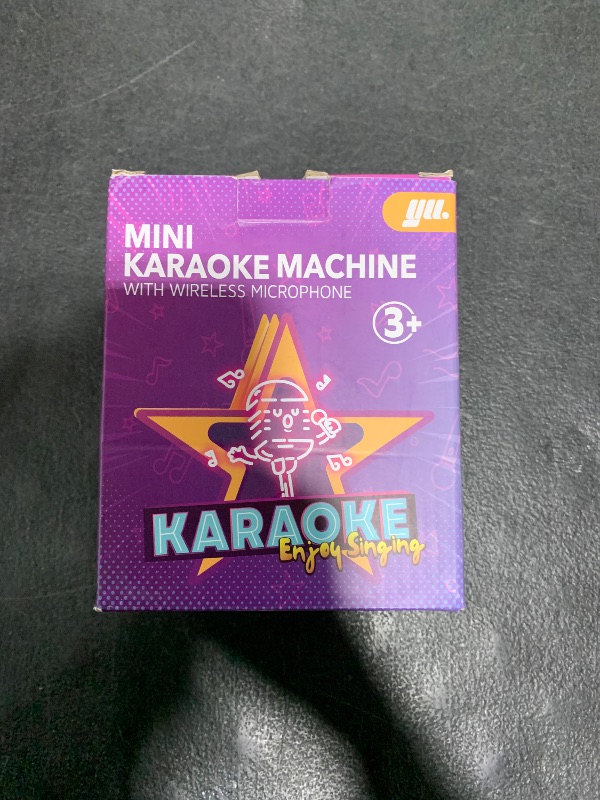 yu.
MINI
KARAOKE MACHINE
WITH WIRELESS MICROPHONE
3+
KARAOKE
Enjoy Singing